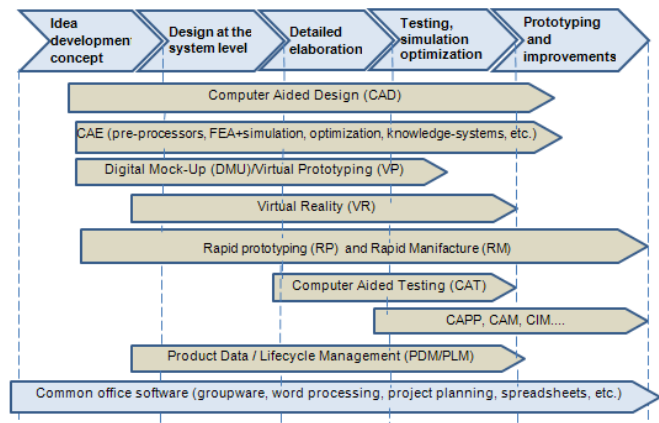 Idea
development
concept
Design at the
system level
Detailed
elaboration
Testing,
simulation
optimization
Prototyping
and
improvements
Computer Aided Design (CAD)
CAE (pre-processors, FEA+simulation, optimization, knowledge-systems, etc.)
Digital Mock-Up (DMU)/Virtual Prototyping (VP)
Virtual Reality (VR)
Rapid prototyping (RP) and Rapid Manifacture (RM)
Computer Aided Testing (CAT)
CAPP, CAM, CIM....
Product Data / Lifecycle Management (PDM/PLM)
Common office software (groupware, word processing, project planning, spreadsheets, etc.)